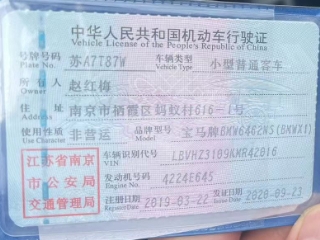 中华人民共和国机动车行驶证
Vehicle License of the People's Republic of China
号牌号码 苏A7T87W 车辆类型 小型普通客车
Plate No. Vehicle Type
所有人 赵红梅
Owner
住址 南京市栖霞区蚂蚁村616-1号
Address
使用性质 非营运 品牌型号 宝马牌BMW6462NS(BMWX1)
Use Character Model
江苏省南京
市公安局
交通管理局
车辆识别代号 LBVHZ3109KMR42016
VIN
发动机号码 4224E645
Engine No.
注册日期 2019-03-22 发证日期 2020-09-23
Register Date Issue Date